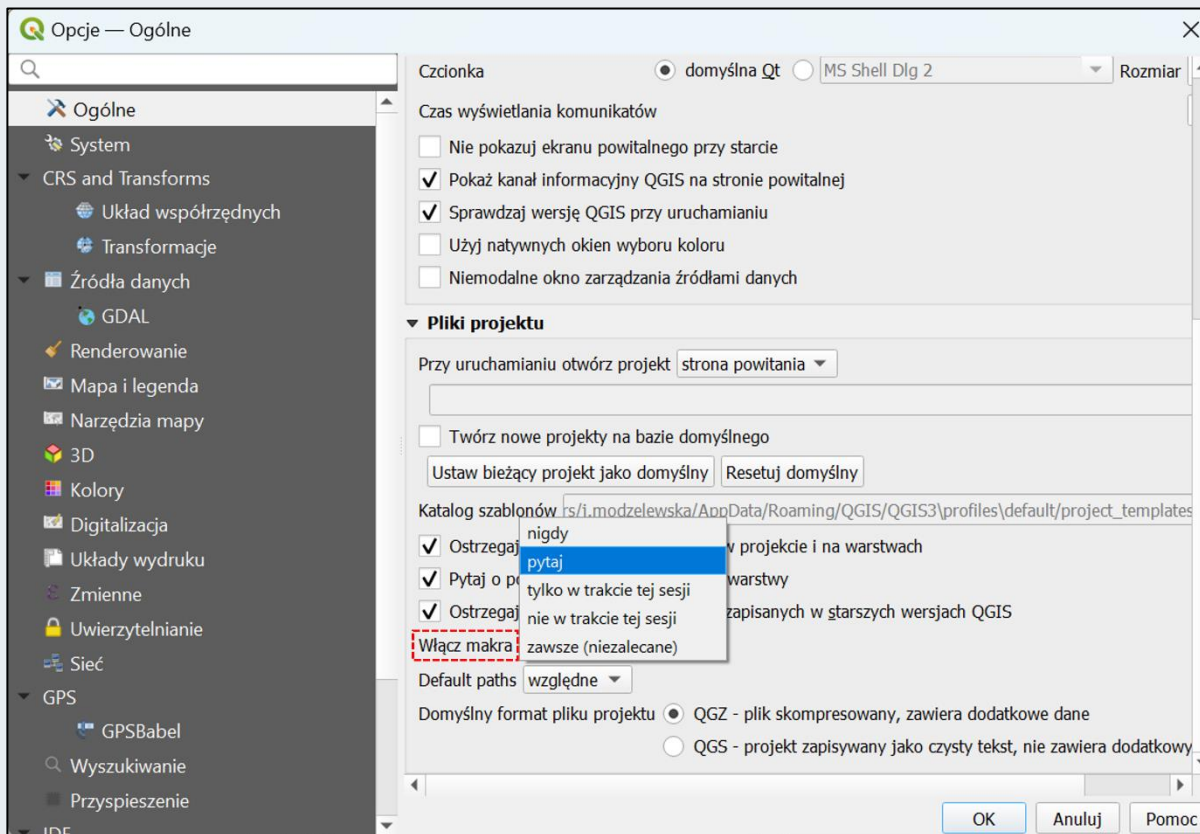 Opcje — Ogólne
Ogólne
System
CRS and Transforms
Układ współrzędnych
Transformacje
Źródła danych
GDAL
Renderowanie
Mapa i legenda
Narzędzia mapy
3D
Kolory
Digitalizacja
Układy wydruku
Zmienne
Uwierzytelnianie
Sieć
GPS
GPSBabel
Wyszukiwanie
Przyspieszenie
IDE
Czcionka domyślna Qt MS Shell Dlg 2 Rozmiar
Czas wyświetlania komunikatów
Nie pokazuj ekranu powitalnego przy starcie
Pokaż kanał informacyjny QGIS na stronie powitalnej
Sprawdzaj wersję QGIS przy uruchamianiu
Użyj natywnych okien wyboru koloru
Niemodalne okno zarządzania źródłami danych
Pliki projektu
Przy uruchamianiu otwórz projekt strona powitania
Twórz nowe projekty na bazie domyślnego
Ustaw bieżący projekt jako domyślny Resetuj domyślny
Katalog szablonów rs/i.modzelewska/AppData/Roaming/QGIS/QGIS3\profiles\default/project_templates
nigdy
Ostrzegaj w projekcie i na warstwach
pytaj
Pytaj o warstwy
tylko w trakcie tej sesji
Ostrzegaj zapisanych w starszych wersjach QGIS
nie w trakcie tej sesji
Włącz makra zawsze (niezalecane)
Default paths względne
Domyślny format pliku projektu QGZ - plik skompresowany, zawiera dodatkowe dane
QGS - projekt zapisywany jako czysty tekst, nie zawiera dodatkowy
OK Anuluj Pomoc